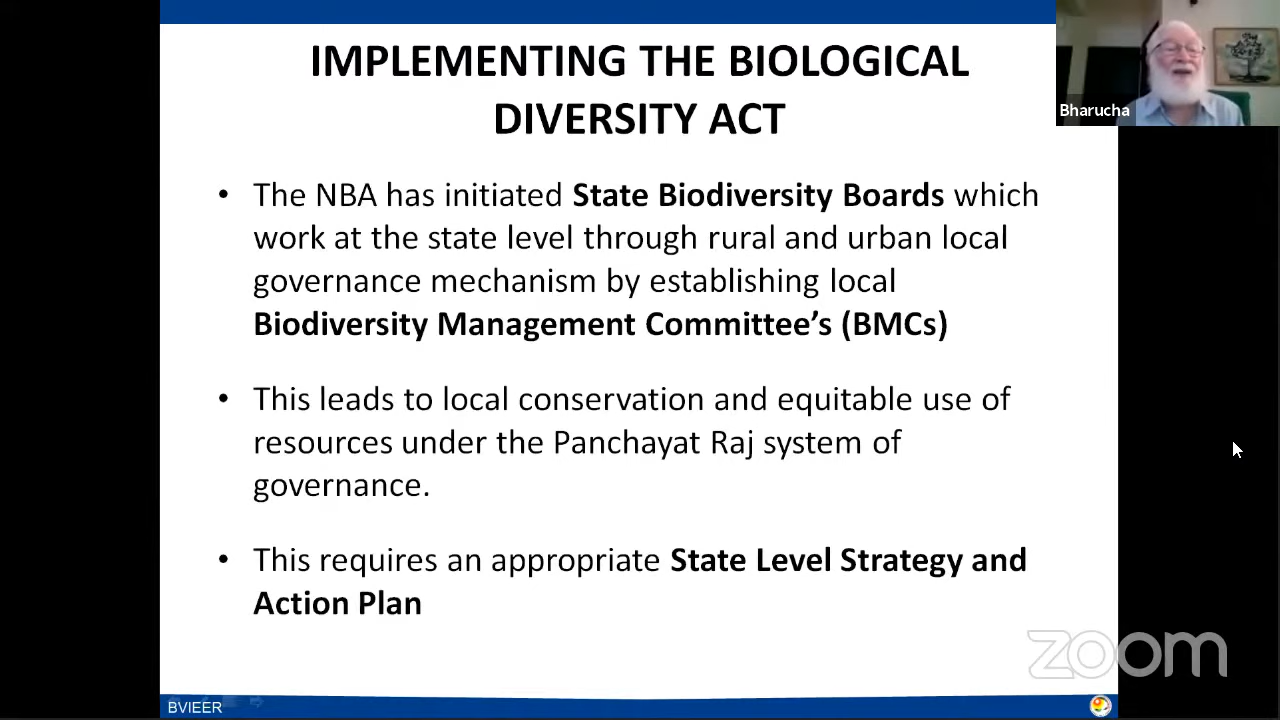 IMPLEMENTING THE BIOLOGICAL
DIVERSITY ACT
Bharucha
• The NBA has initiated State Biodiversity Boards which
work at the state level through rural and urban local
governance mechanism by establishing local
Biodiversity Management Committee’s (BMCs)
• This leads to local conservation and equitable use of
resources under the Panchayat Raj system of
governance.
• This requires an appropriate State Level Strategy and
Action Plan
zoom
BVIEER